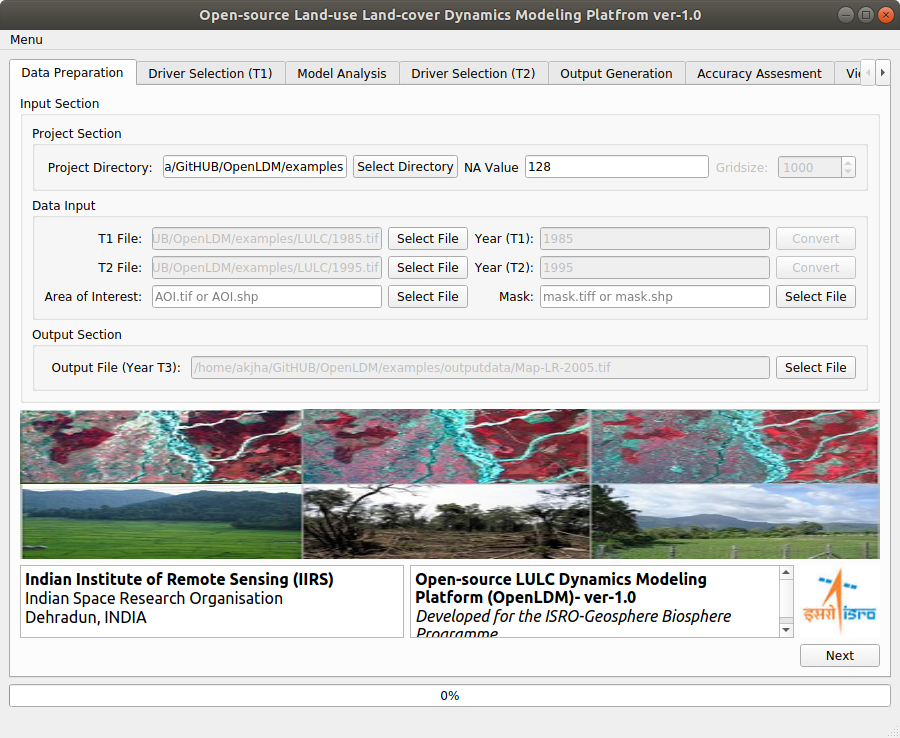 Open-source Land-use Land-cover Dynamics Modeling Platfrom ver-1.0
Menu
Data Preparation Driver Selection (T1) Model Analysis Driver Selection (T2) Output Generation Accuracy Assesment
Input Section
Project Section
Project Directory: a/GitHUB/OpenLDM/examples Select Directory NA Value 128 Gridsize: 1000
Data Input
T1 File: UB/OpenLDM/examples/LULC/1985.tif Select File Year (T1): 1985 Convert
T2 File: UB/OpenLDM/examples/LULC/1995.tif Select File Year (T2): 1995 Convert
Area of Interest: AOI.tif or AOI.shp Select File Mask: mask.tiff or mask.shp Select File
Output Section
Output File (Year T3): /home/akjha/GitHUB/OpenLDM/examples/outputdata/Map-LR-2005.tif Select File
Indian Institute of Remote Sensing (IIRS)
Indian Space Research Organisation
Dehradun, INDIA
Open-source LULC Dynamics Modeling
Platform (OpenLDM)- ver-1.0
Developed for the ISRO-Geosphere Biosphere
Programme
इसरो isro
Next
0%